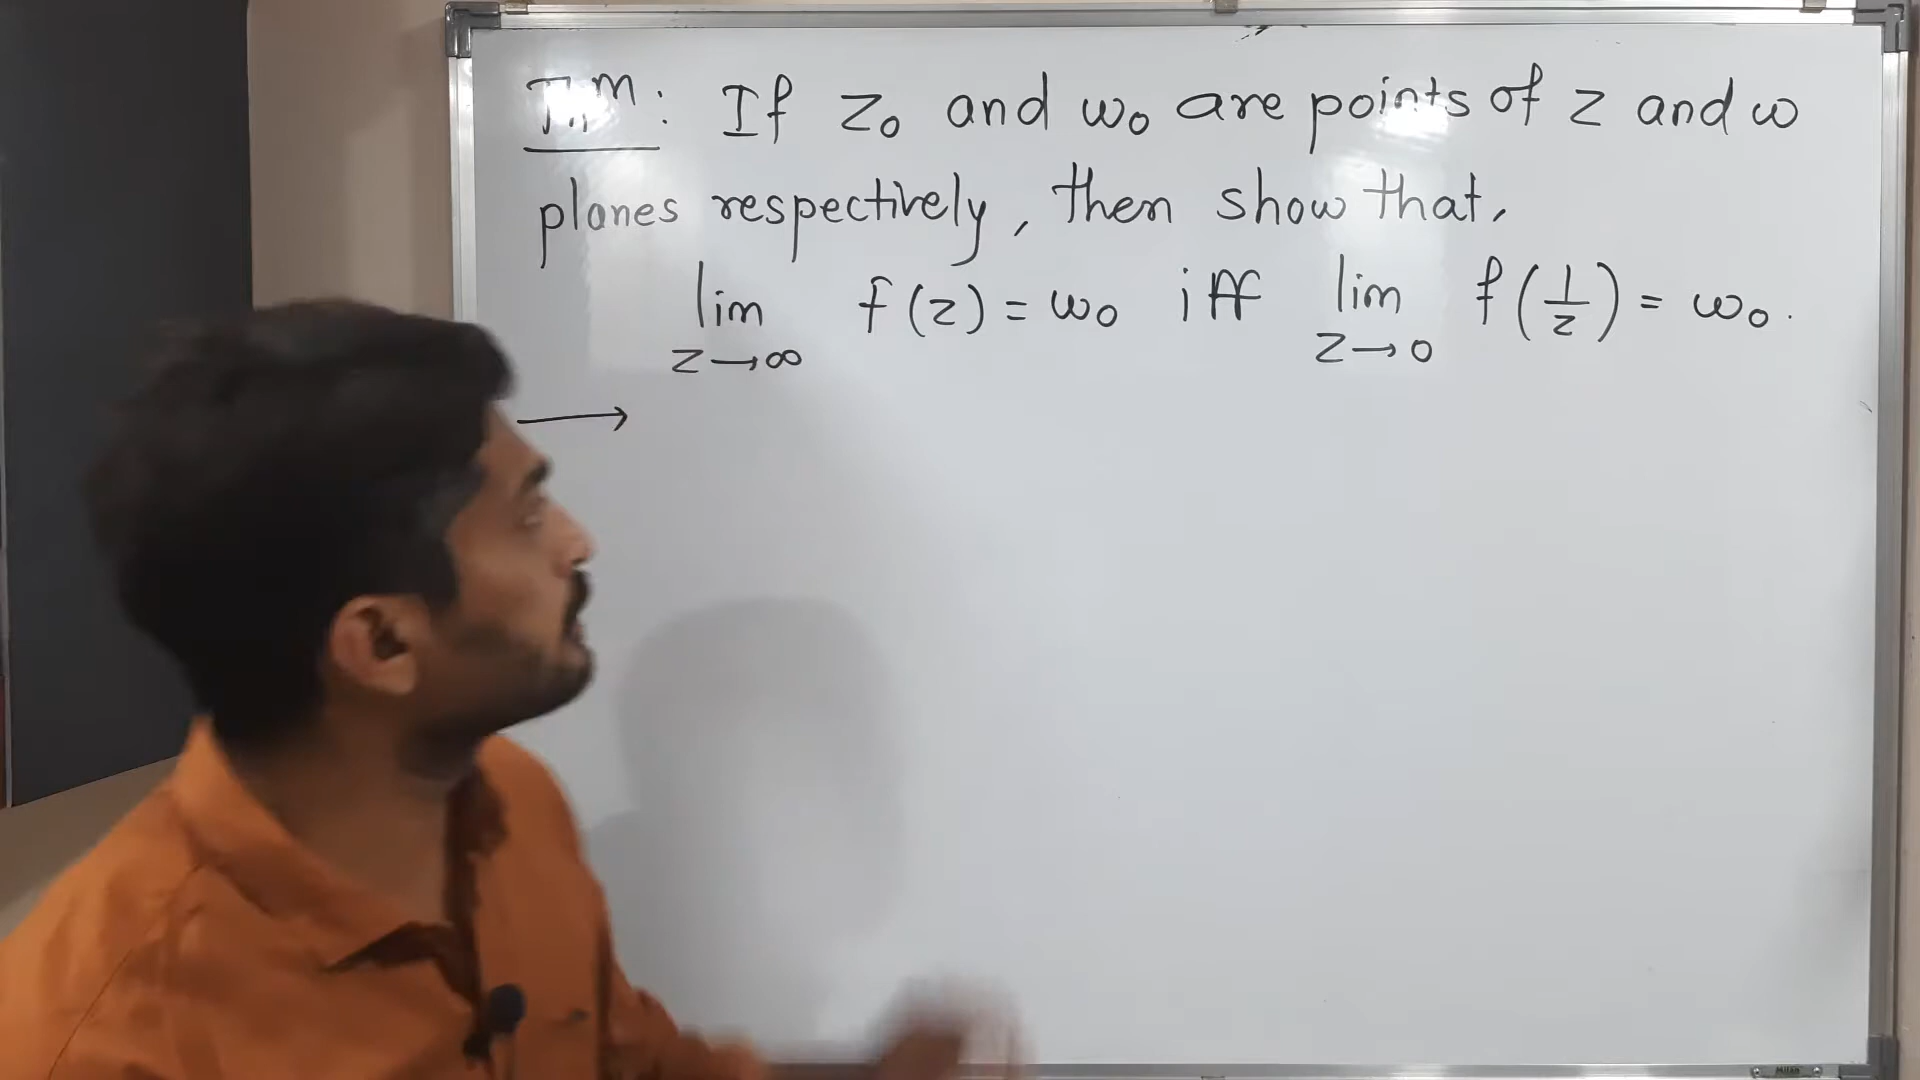 Thm: If z₀ and w₀ are points of z and w
planes respectively, then show that,
lim z→∞ f(z) = w₀ iff lim z→0 f(1/z) = w₀.
→